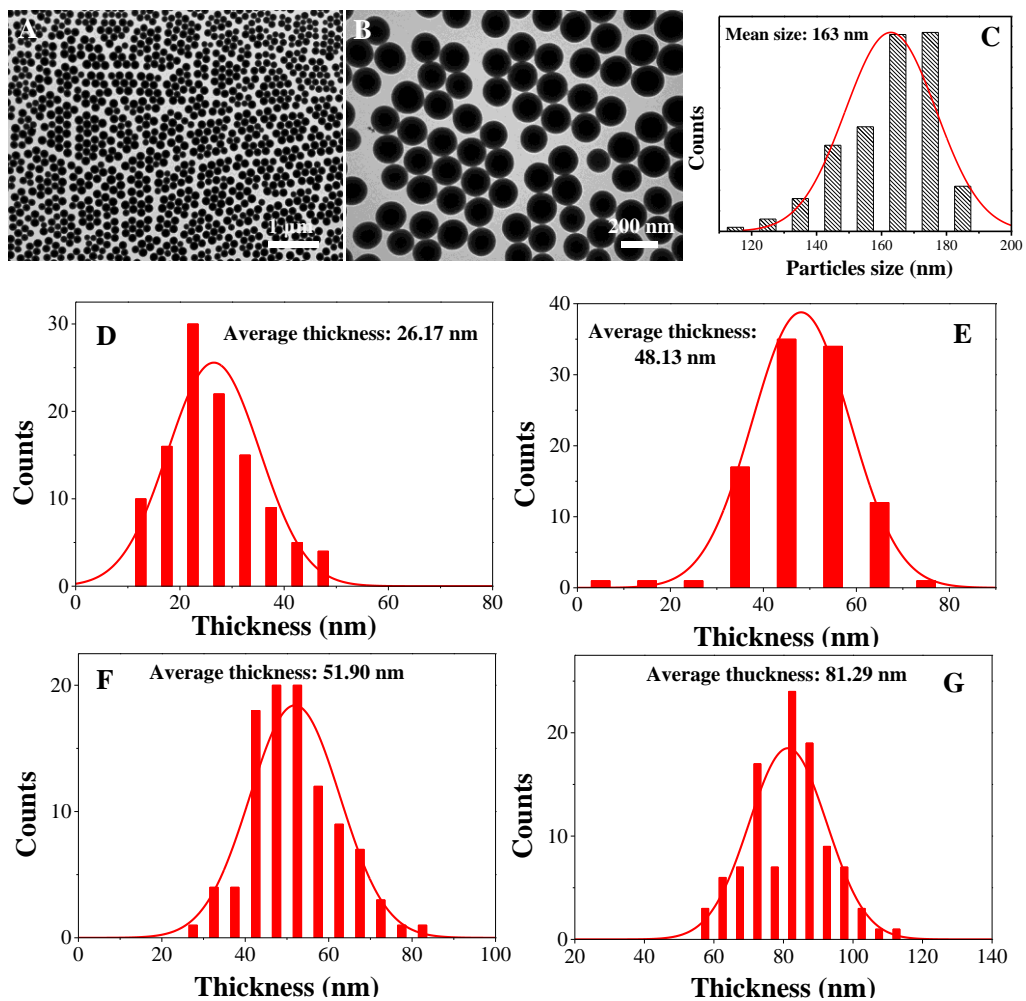 A
1 μm
B
200 nm
Mean size: 163 nm
C
Counts
120 140 160 180 200
Particles size (nm)
D
Average thickness: 26.17 nm
30
20
10
0
Counts
0 20 40 60 80
Thickness (nm)
Average thickness:
48.13 nm
E
40
30
20
10
0
Counts
0 20 40 60 80
Thickness (nm)
F
Average thickness: 51.90 nm
20
10
0
Counts
0 20 40 60 80 100
Thickness (nm)
Average thuckness: 81.29 nm
G
20
10
0
Counts
20 40 60 80 100 120 140
Thickness (nm)